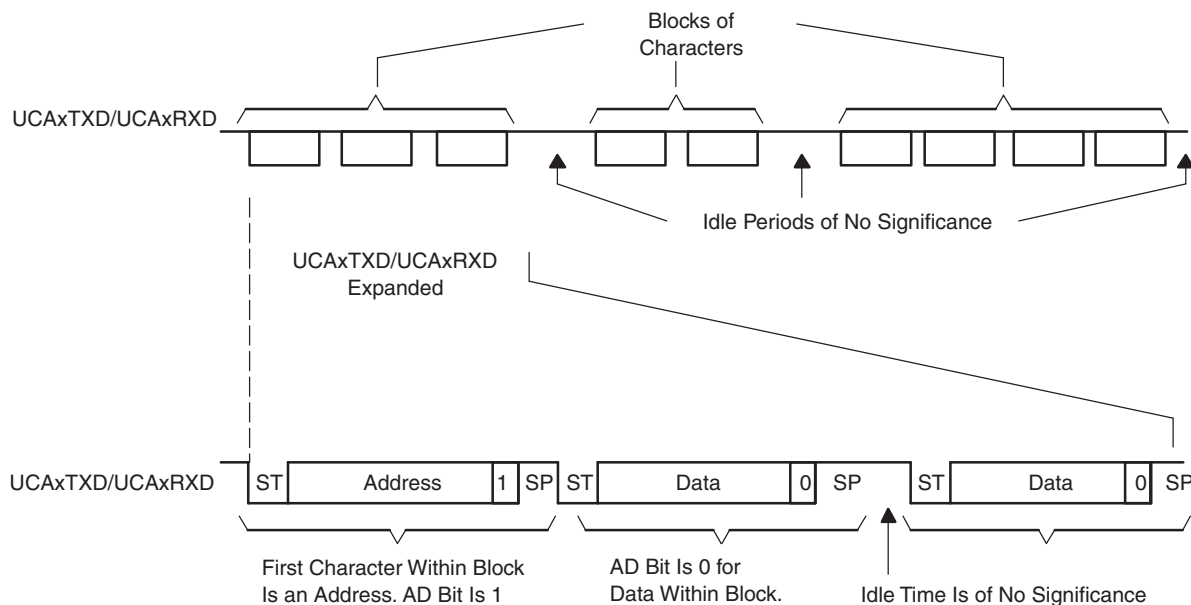 Blocks of
Characters
UCAxTXD/UCAxRXD
Idle Periods of No Significance
UCAxTXD/UCAxRXD
Expanded
UCAxTXD/UCAxRXD
ST Address 1 SP ST Data 0 SP ST Data 0 SP
First Character Within Block
Is an Address. AD Bit Is 1
AD Bit Is 0 for
Data Within Block.
Idle Time Is of No Significance